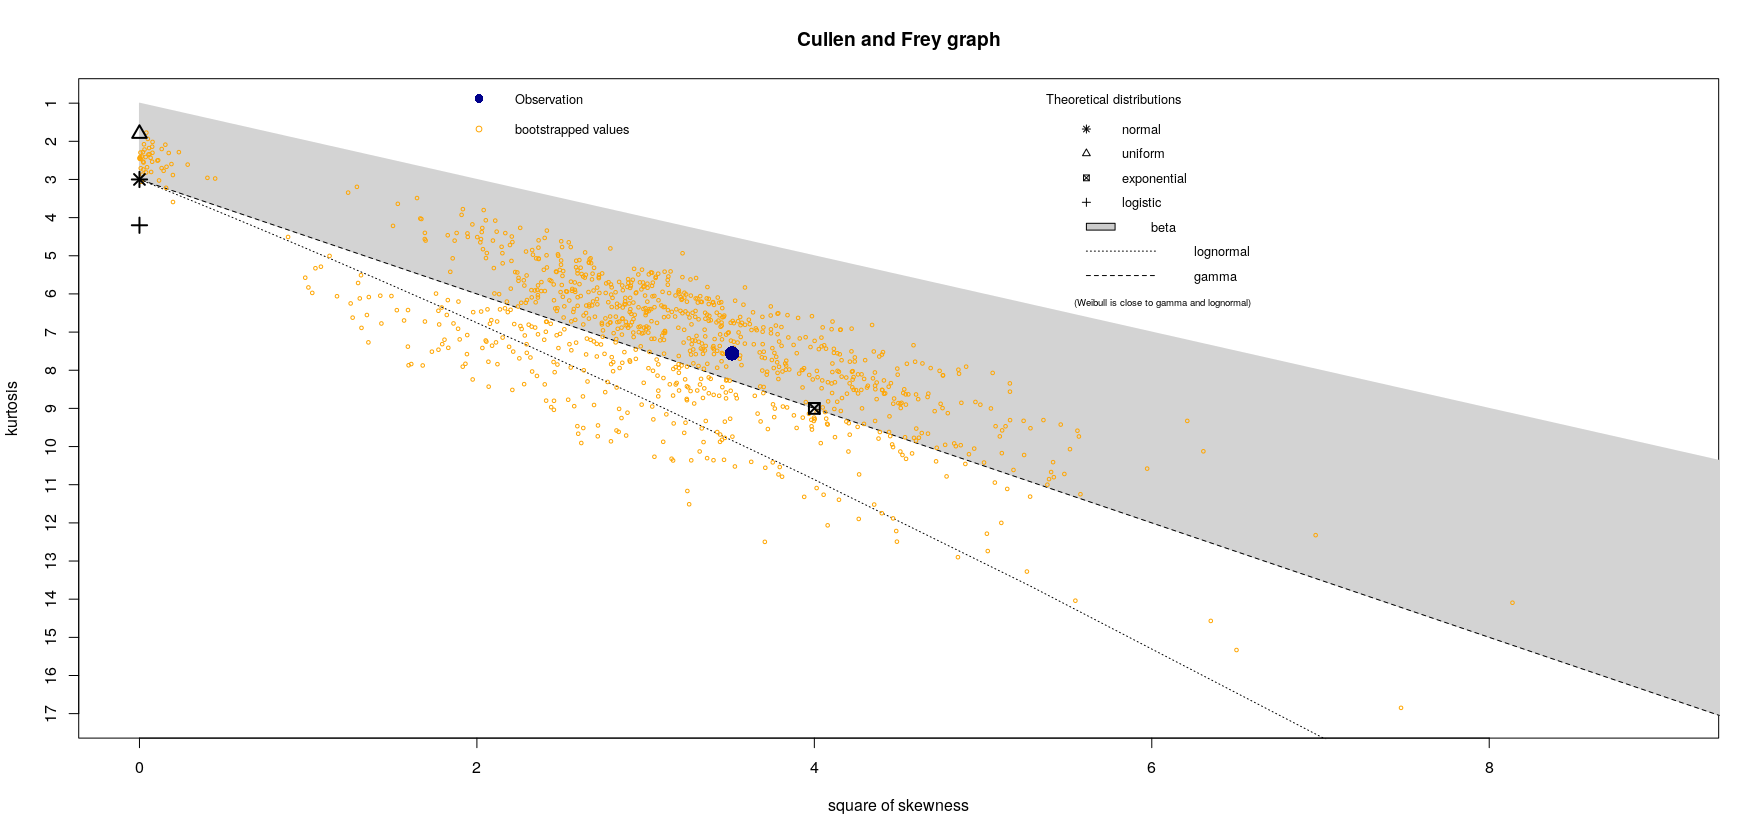 Cullen and Frey graph
Observation
bootstrapped values
Theoretical distributions
normal
uniform
exponential
logistic
beta
lognormal
gamma
(Weibull is close to gamma and lognormal)
kurtosis
1
2
3
4
5
6
7
8
9
10
11
12
13
14
15
16
17
0 2 4 6 8
square of skewness